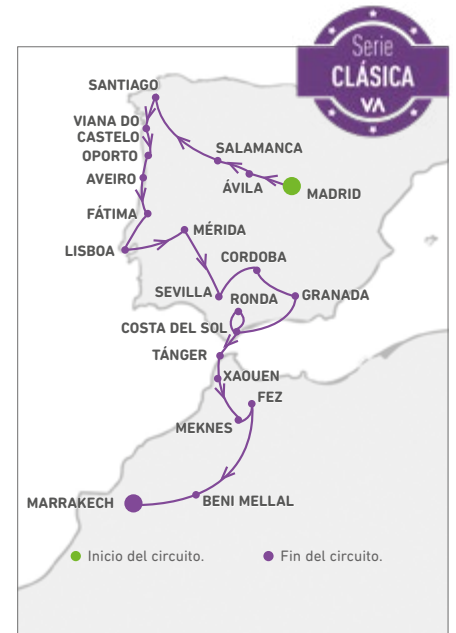 Serie
CLÁSICA
VA
SANTIAGO
VIANA DO
CASTELO
OPORTO
SALAMANCA
AVEIRO
ÁVILA
MADRID
FÁTIMA
MÉRIDA
LISBOA
CORDOBA
SEVILLA
RONDA
GRANADA
COSTA DEL SOL
TÁNGER
XAOUEN
FEZ
MEKNES
MARRAKECH
BENI MELLAL
Inicio del circuito.
Fin del circuito.